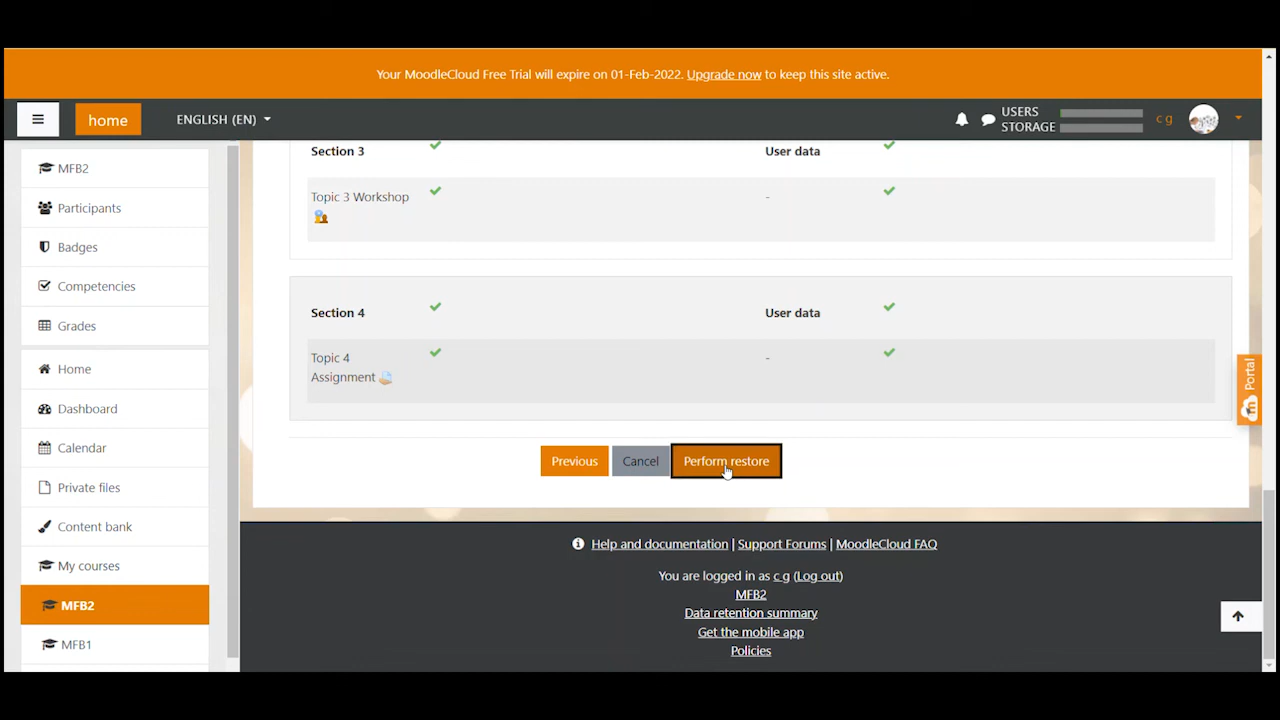 Your MoodleCloud Free Trial will expire on 01-Feb-2022. Upgrade now to keep this site active.
home
ENGLISH (EN)
USERS
STORAGE
c g
MFB2
Participants
Badges
Competencies
Grades
Home
Dashboard
Calendar
Private files
Content bank
My courses
MFB2
MFB1
Section 3
User data
Topic 3 Workshop
-
Section 4
User data
Topic 4
-
Assignment
Previous
Cancel
Perform restore
Portal
Help and documentation | Support Forums | MoodleCloud FAQ
You are logged in as c g (Log out)
MFB2
Data retention summary
Get the mobile app
Policies